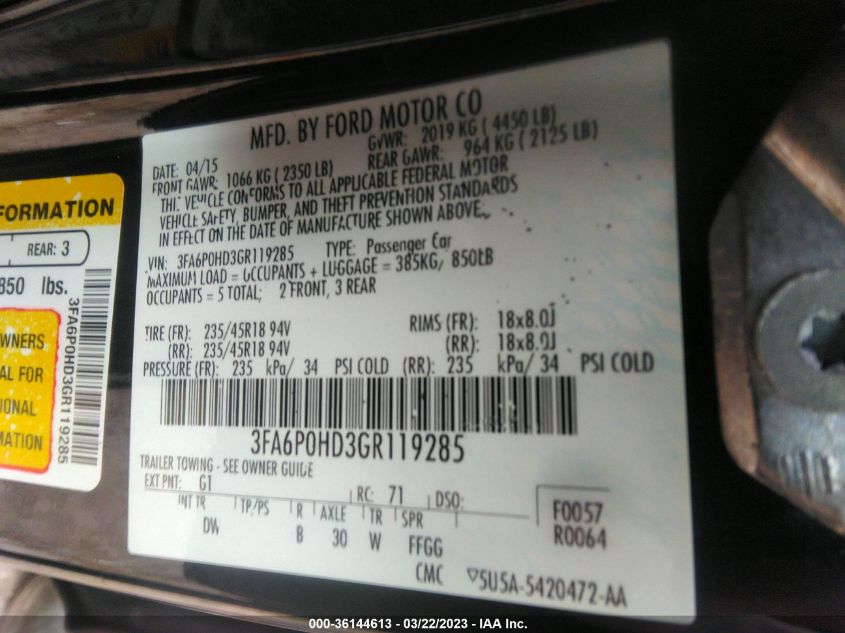 FORMATION
REAR: 3
850 lbs.
WNERS
AL FOR
IONAL
MATION
3FA6P0HD3GR119285
MFD. BY FORD MOTOR CO
DATE: 04/15 GVWR: 2019 KG ( 4450 LB)
FRONT GAWR: 1066 KG ( 2350 LB) REAR GAWR: 964 KG ( 2125 LB)
THIS VEHICLE CONFORMS TO ALL APPLICABLE FEDERAL MOTOR
VEHICLE SAFETY, BUMPER, AND THEFT PREVENTION STANDARDS
IN EFFECT ON THE DATE OF MANUFACTURE SHOWN ABOVE.
VIN: 3FA6P0HD3GR119285 TYPE: Passenger Car
MAXIMUM LOAD = OCCUPANTS + LUGGAGE = 385KG/ 850LB
OCCUPANTS = 5 TOTAL; 2 FRONT, 3 REAR
TIRE (FR): 235/45R18 94V RIMS (FR): 18x8.0J
(RR): 235/45R18 94V (RR): 18x8.0J
PRESSURE (FR): 235 kPa/ 34 PSI COLD (RR): 235 kPa/ 34 PSI COLD
3FA6P0HD3GR119285
TRAILER TOWING - SEE OWNER GUIDE
EXT PNT: G1 RC: 71 DSO: F0057
INT TR TP/PS R AXLE TR SPR R0064
DW B 30 W FFGG
CMC 5U5A-5420472-AA
000-36144613 - 03/22/2023 - IAA Inc.